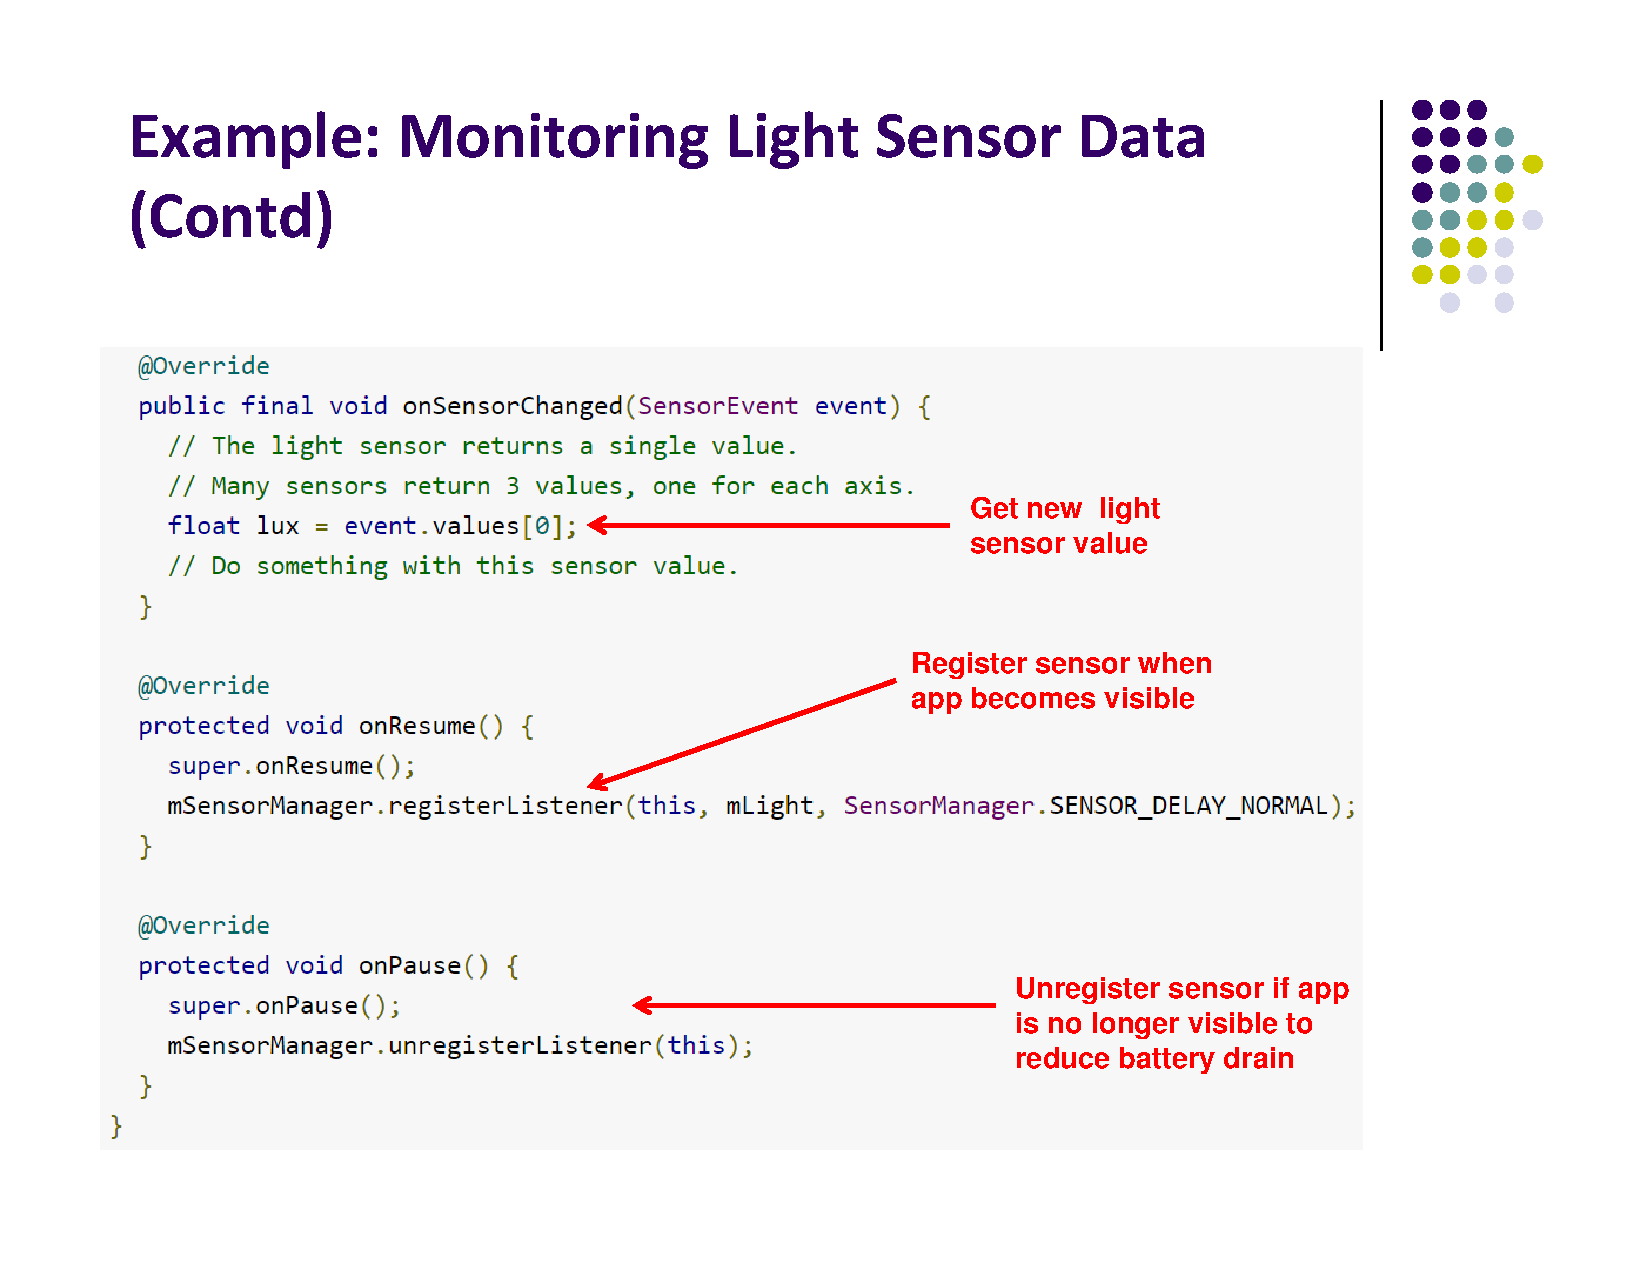 Example: Monitoring Light Sensor Data
(Contd)
@Override
public final void onSensorChanged(SensorEvent event) {
// The light sensor returns a single value.
// Many sensors return 3 values, one for each axis.
float lux = event.values[0];
// Do something with this sensor value.
}
Get new light
sensor value
@Override
protected void onResume() {
super.onResume();
mSensorManager.registerListener(this, mLight, SensorManager.SENSOR_DELAY_NORMAL);
}
Register sensor when
app becomes visible
@Override
protected void onPause() {
super.onPause();
mSensorManager.unregisterListener(this);
}
}
Unregister sensor if app
is no longer visible to
reduce battery drain